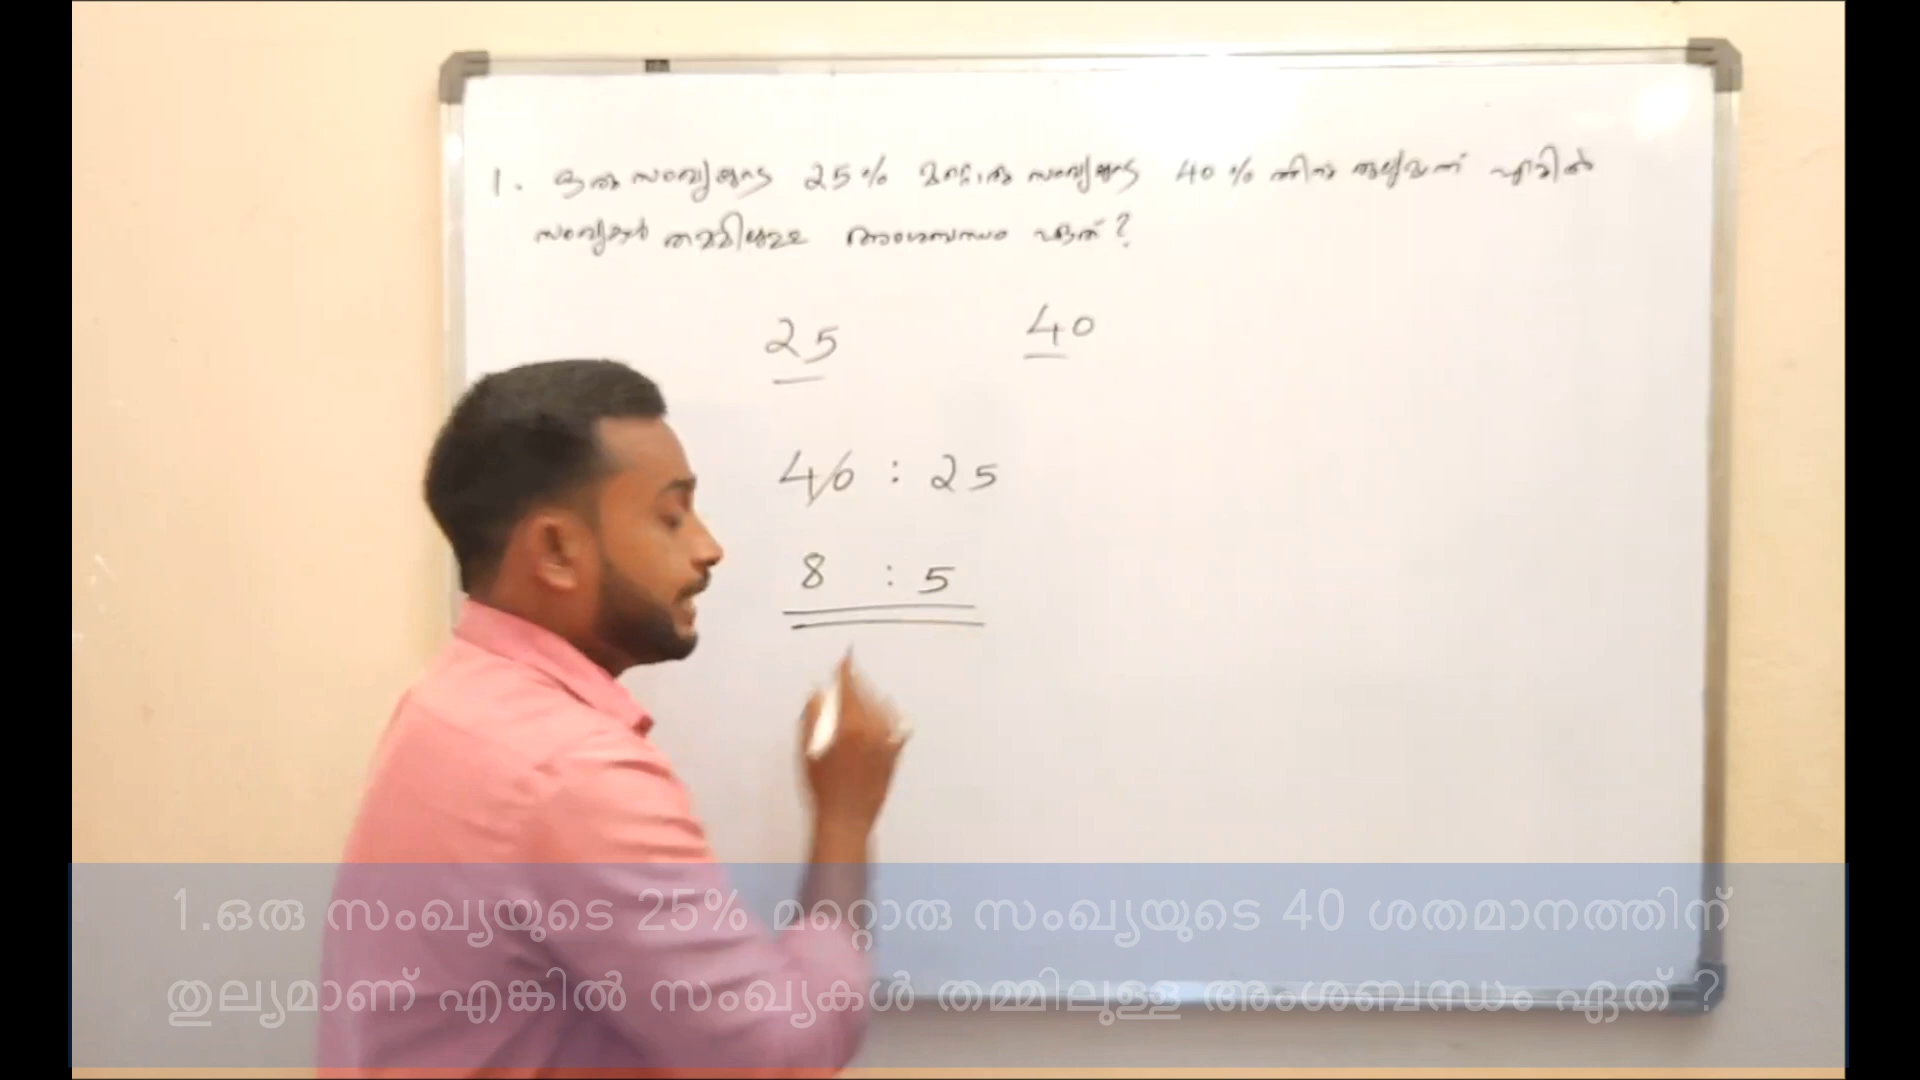 1. ഒരു സംഖ്യയുടെ 25% മറ്റൊരു സംഖ്യയുടെ 40% ത്തിന് തുല്യമാണ് എങ്കിൽ
സംഖ്യകൾ തമ്മിലുള്ള അംശബന്ധം ഏത് ?
25 40
40 : 25
8 : 5
1.ഒരു സംഖ്യയുടെ 25% മറ്റൊരു സംഖ്യയുടെ 40 ശതമാനത്തിന്
തുല്യമാണ് എങ്കിൽ സംഖ്യകൾ തമ്മിലുള്ള അംശബന്ധം ഏത് ?